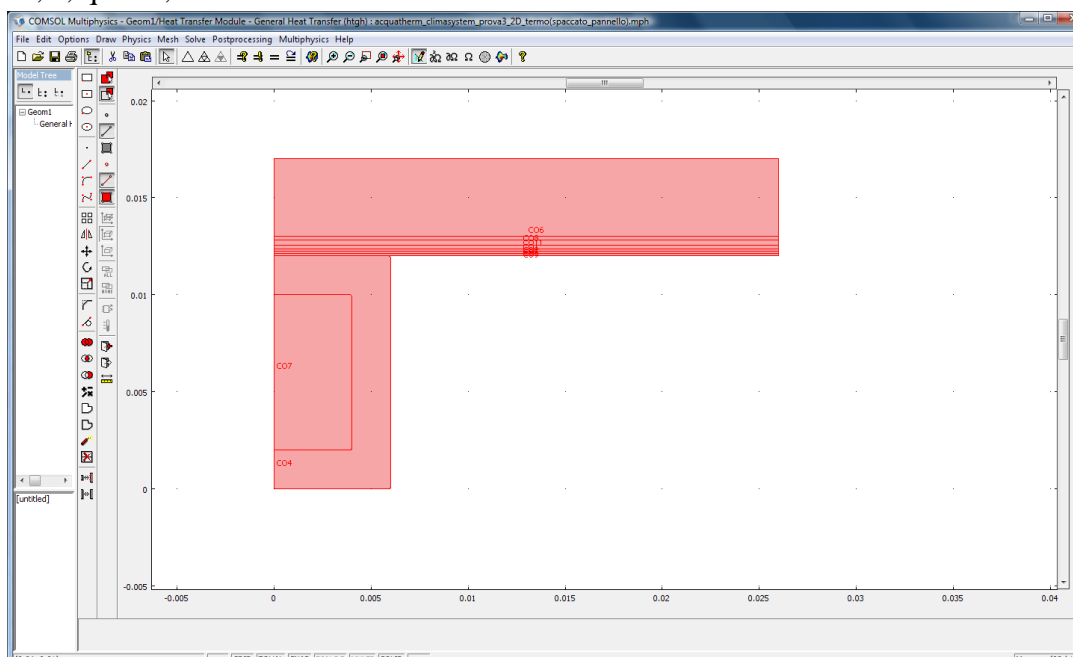 COMSOL Multiphysics - Geom1/Heat Transfer Module - General Heat Transfer (htgh) : acquatherm_climasystem_prova3_2D_termo(spaccato_pannello).mph
File Edit Options Draw Physics Mesh Solve Postprocessing Multiphysics Help
Model Tree
Geom1
General H
[untitled]
0.02
0.015
0.01
0.005
0
-0.005
CO6
CO7
CO4
-0.005 0 0.005 0.01 0.015 0.02 0.025 0.03 0.035 0.04